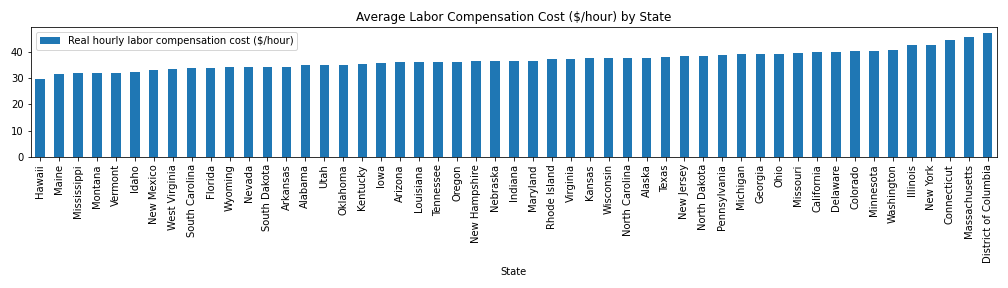 Average Labor Compensation Cost ($/hour) by State
Real hourly labor compensation cost ($/hour)
40
30
20
10
0
Hawaii
Maine
Mississippi
Montana
Vermont
Idaho
New Mexico
West Virginia
South Carolina
Florida
Wyoming
Nevada
South Dakota
Arkansas
Alabama
Utah
Oklahoma
Kentucky
Iowa
Arizona
Louisiana
Tennessee
Oregon
New Hampshire
Nebraska
Indiana
Maryland
Rhode Island
Virginia
Kansas
Wisconsin
North Carolina
Alaska
Texas
New Jersey
North Dakota
Pennsylvania
Michigan
Georgia
Ohio
Missouri
California
Delaware
Colorado
Minnesota
Washington
Illinois
New York
Connecticut
Massachusetts
District of Columbia
State